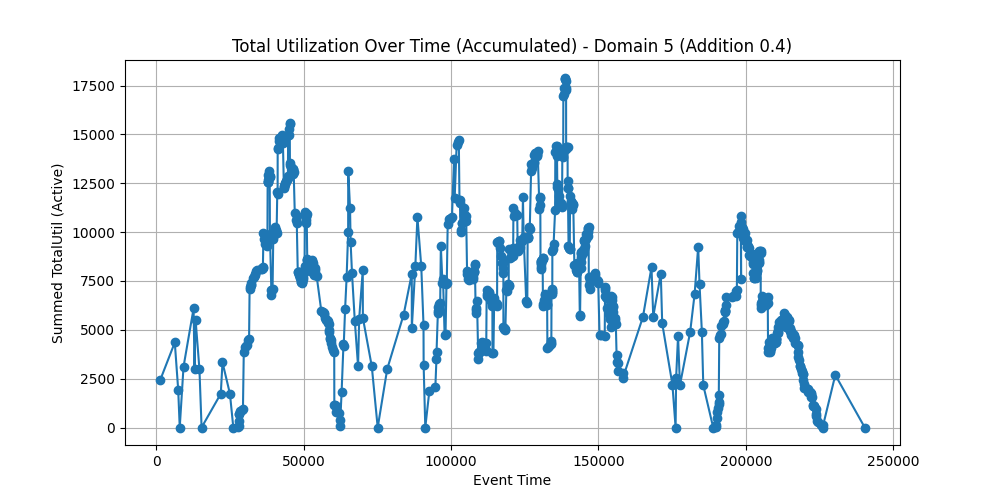 Total Utilization Over Time (Accumulated) - Domain 5 (Addition 0.4)
Summed TotalUtil (Active)
17500
15000
12500
10000
7500
5000
2500
0
0 50000 100000 150000 200000 250000
Event Time